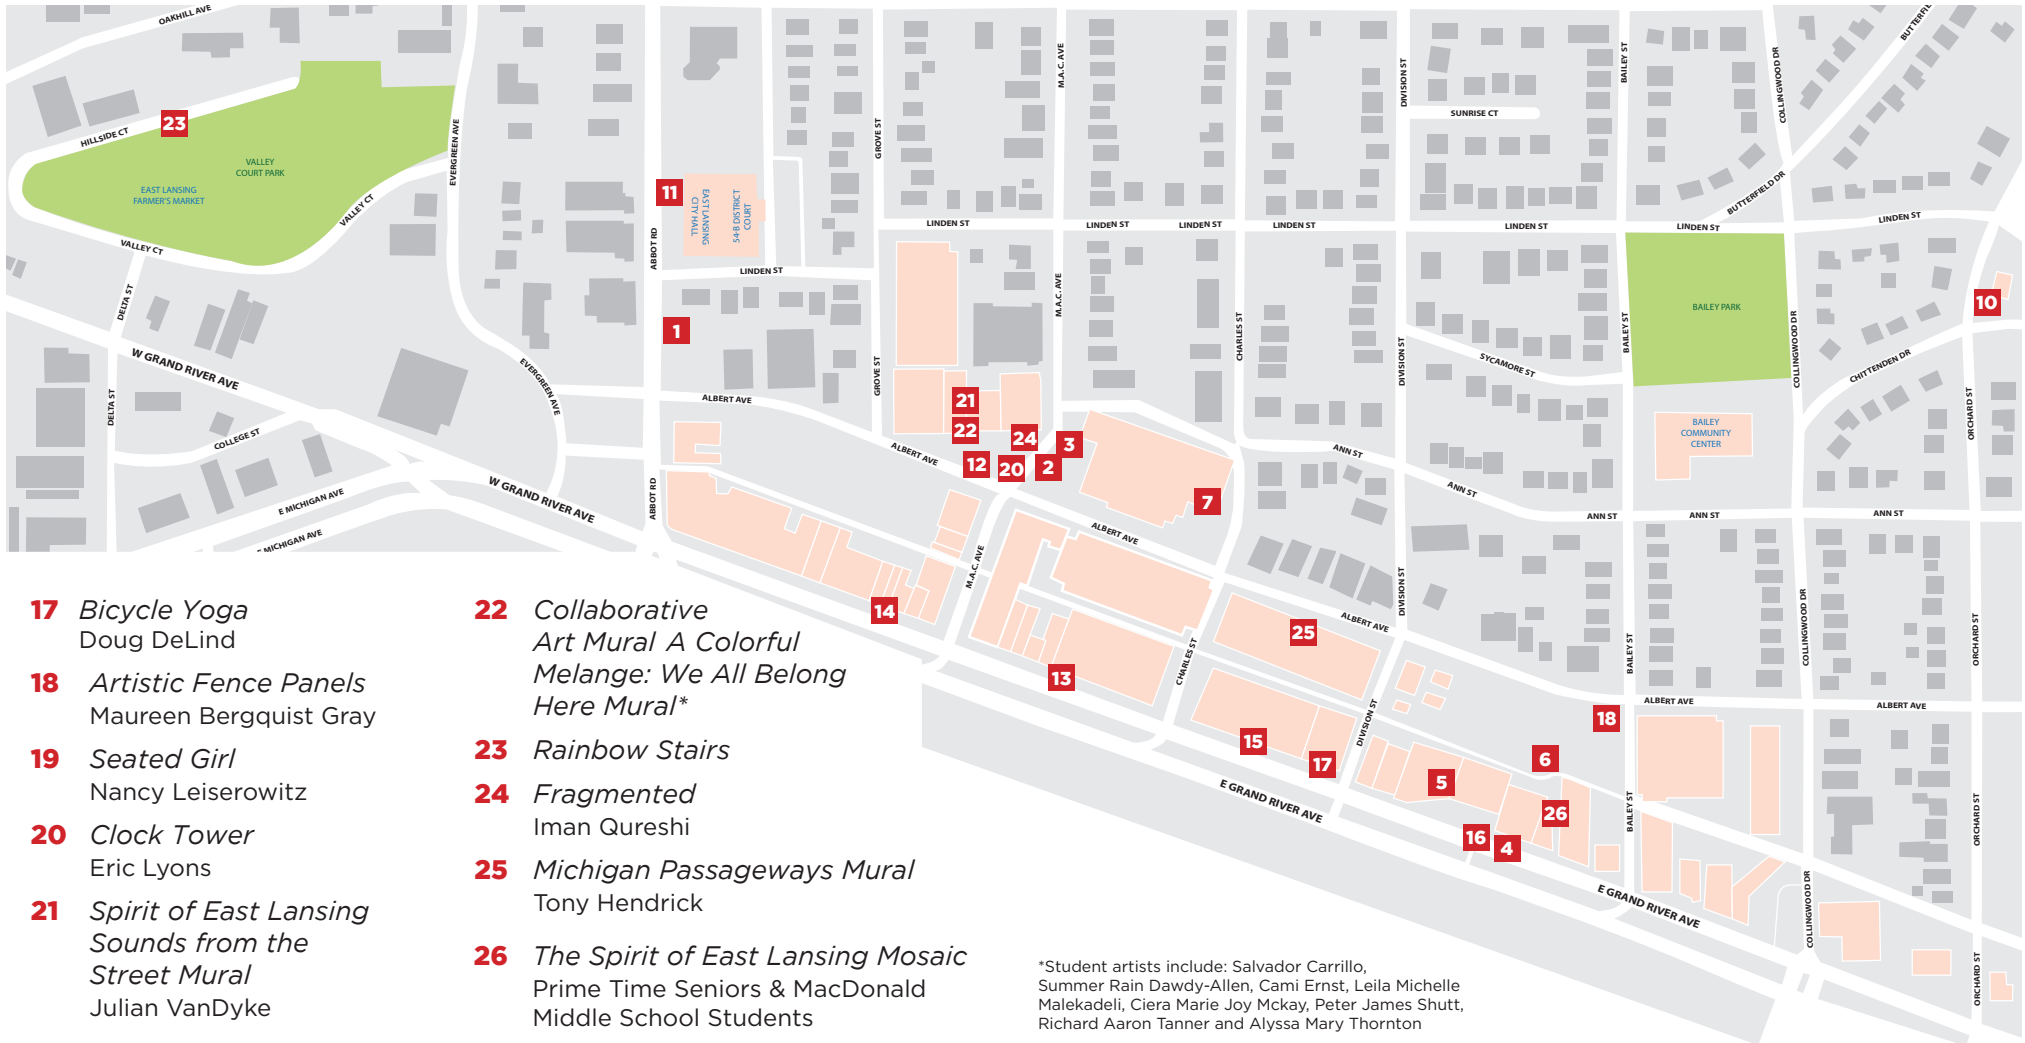 OAKHILL AVE
HILLSIDE CT
23
VALLEY
COURT PARK
EAST LANSING
FARMER'S MARKET
VALLEY CT
VALLEY CT
EVERGREEN AVE
EVERGREEN AVE
DELTA ST
DELTA ST
W GRAND RIVER AVE
COLLEGE ST
E MICHIGAN AVE
E MICHIGAN AVE
W GRAND RIVER AVE
ABBOT RD
ABBOT RD
11
EAST LANSING
CITY HALL
54-B DISTRICT
COURT
LINDEN ST
1
ALBERT AVE
GROVE ST
GROVE ST
M.A.C. AVE
M.A.C. AVE
M.A.C. AVE
LINDEN ST
LINDEN ST
LINDEN ST
LINDEN ST
LINDEN ST
LINDEN ST
LINDEN ST
CHARLES ST
CHARLES ST
DIVISION ST
DIVISION ST
DIVISION ST
DIVISION ST
SUNRISE CT
BAILEY ST
BAILEY ST
BAILEY ST
BAILEY ST
COLLINGWOOD DR
COLLINGWOOD DR
COLLINGWOOD DR
COLLINGWOOD DR
BUTTERFIE
BUTTERFIELD DR
BAILEY PARK
10
SYCAMORE ST
CHITTENDEN DR
BAILEY
COMMUNITY
CENTER
ORCHARD ST
ORCHARD ST
ORCHARD ST
ORCHARD ST
21
22
24
3
12
20
2
7
ALBERT AVE
ALBERT AVE
ALBERT AVE
ALBERT AVE
ALBERT AVE
ANN ST
ANN ST
ANN ST
ANN ST
ANN ST
14
13
25
15
17
18
6
5
26
16
4
E GRAND RIVER AVE
E GRAND RIVER AVE
17 Bicycle Yoga
Doug DeLind
18 Artistic Fence Panels
Maureen Bergquist Gray
19 Seated Girl
Nancy Leiserowitz
20 Clock Tower
Eric Lyons
21 Spirit of East Lansing
Sounds from the
Street Mural
Julian VanDyke
22 Collaborative
Art Mural A Colorful
Melange: We All Belong
Here Mural*
23 Rainbow Stairs
24 Fragmented
Iman Qureshi
25 Michigan Passageways Mural
Tony Hendrick
26 The Spirit of East Lansing Mosaic
Prime Time Seniors & MacDonald
Middle School Students
*Student artists include: Salvador Carrillo,
Summer Rain Dawdy-Allen, Cami Ernst, Leila Michelle
Malekadeli, Ciera Marie Joy Mckay, Peter James Shutt,
Richard Aaron Tanner and Alyssa Mary Thornton